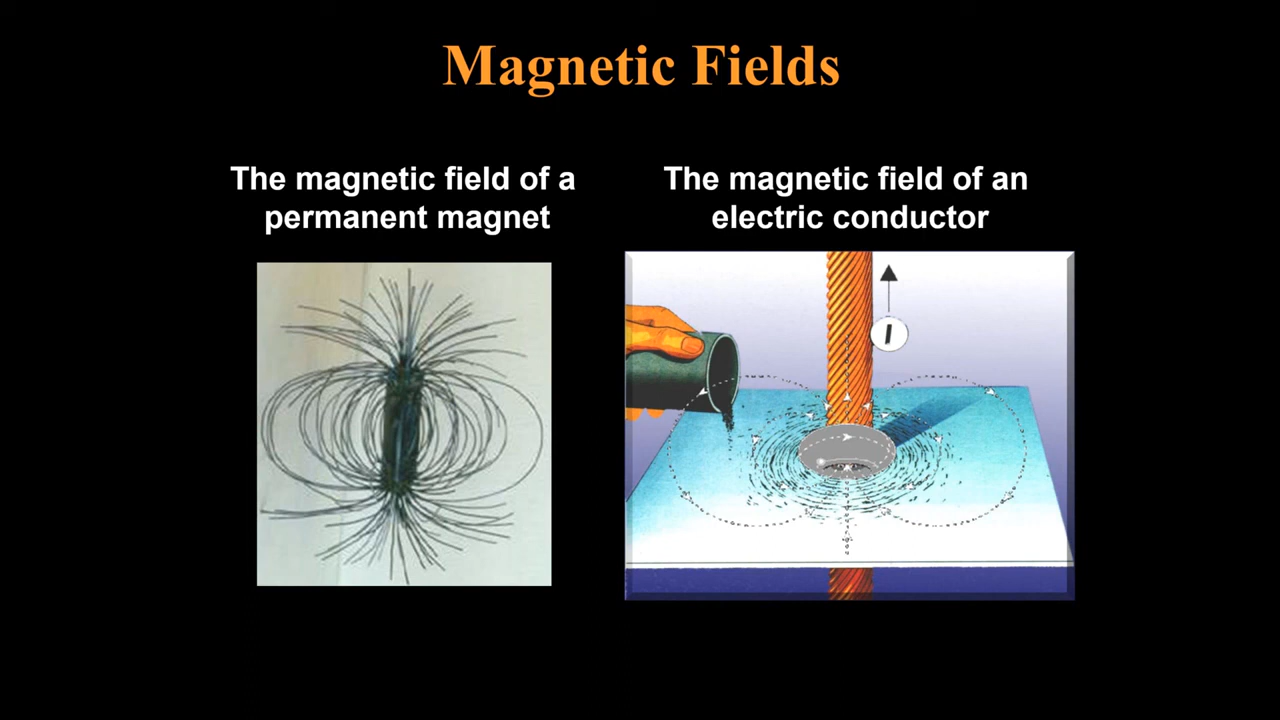 Magnetic Fields
The magnetic field of a
permanent magnet
The magnetic field of an
electric conductor
I